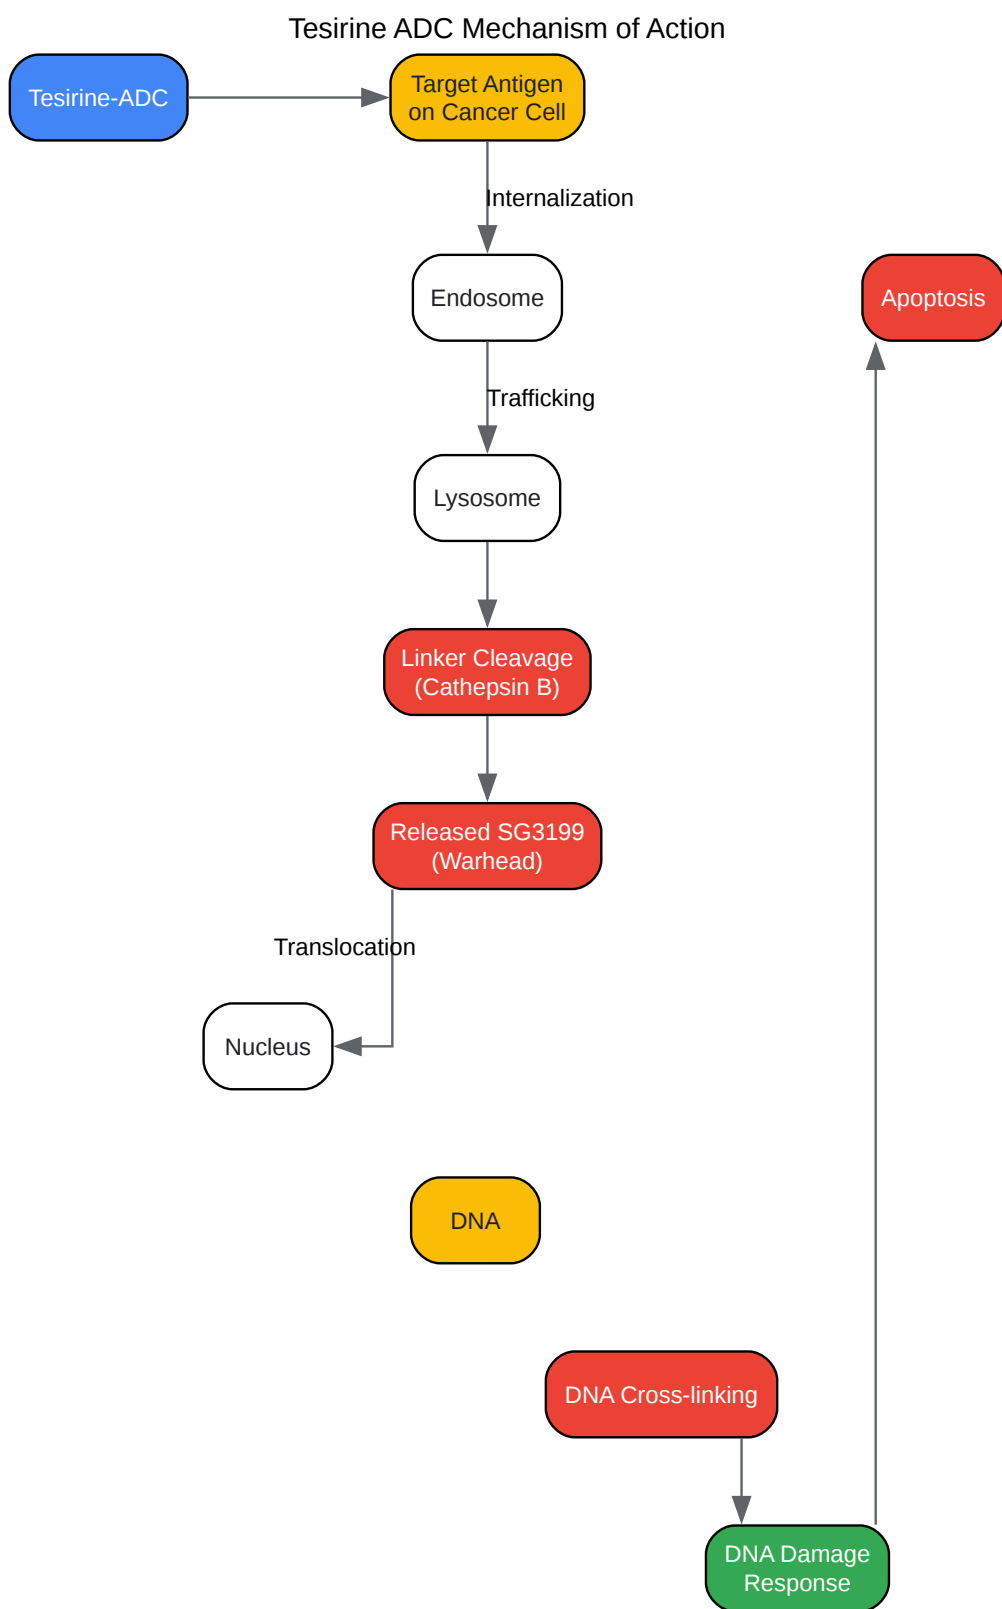 Tesirine ADC Mechanism of Action
Tesirine-ADC
Target Antigen
on Cancer Cell
Internalization
Endosome
Apoptosis
Trafficking
Lysosome
Linker Cleavage
(Cathepsin B)
Released SG3199
(Warhead)
Translocation
Nucleus
DNA
DNA Cross-linking
DNA Damage
Response